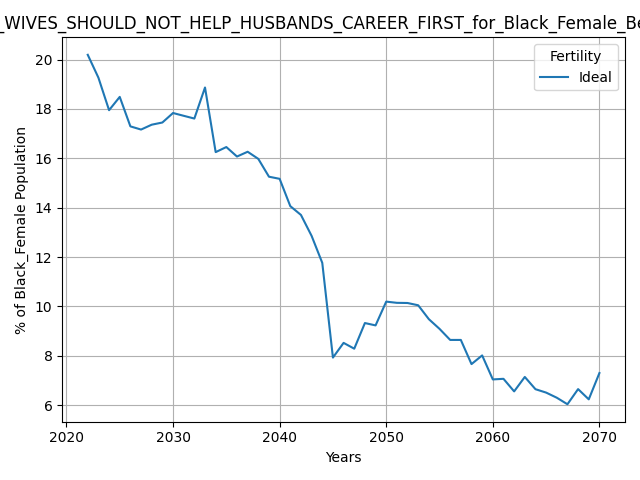 _WIVES_SHOULD_NOT_HELP_HUSBANDS_CAREER_FIRST_for_Black_Female_Be
Fertility
Ideal
% of Black_Female Population
20
18
16
14
12
10
8
6
2020 2030 2040 2050 2060 2070
Years